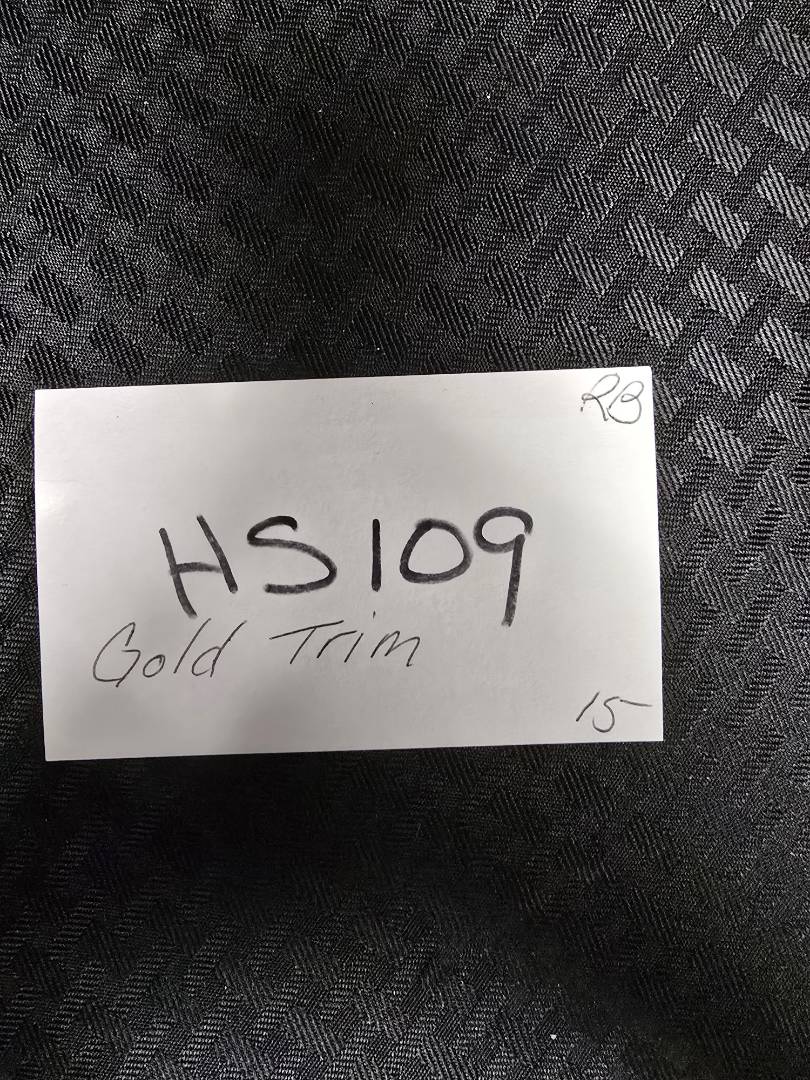 RB
HS109
Gold Trim
15